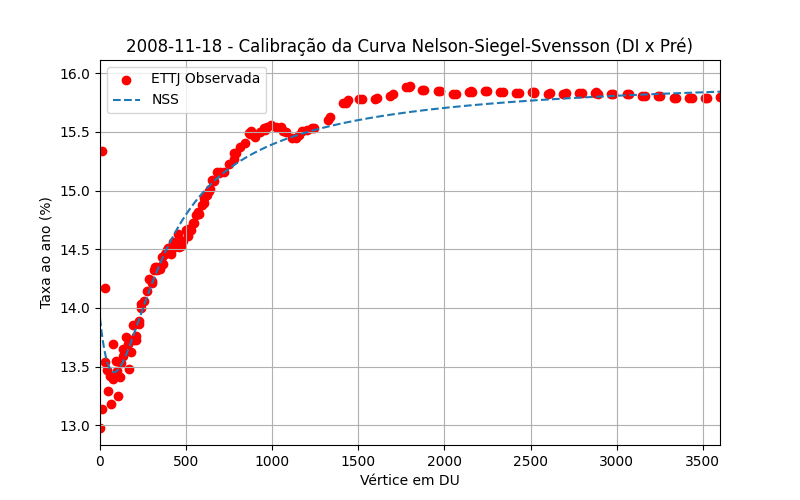 2008-11-18 - Calibração da Curva Nelson-Siegel-Svensson (DI x Pré)
ETTJ Observada
NSS
Taxa ao ano (%)
16.0
15.5
15.0
14.5
14.0
13.5
13.0
0 500 1000 1500 2000 2500 3000 3500
Vértice em DU